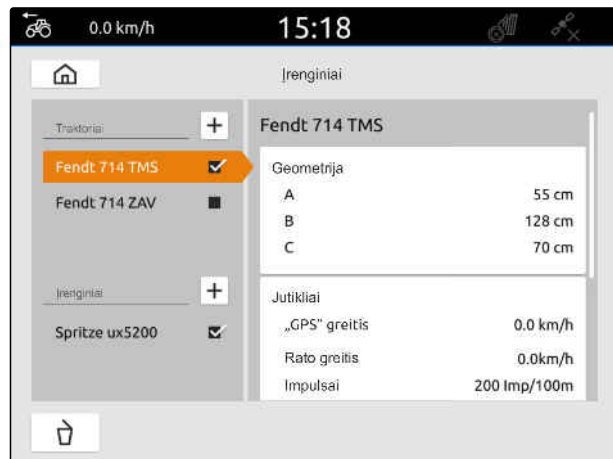 0.0 km/h 15:18
Įrenginiai
Traktoriai
Fendt 714 TMS
Fendt 714 ZAV
Įrenginiai
Spritze ux5200
Fendt 714 TMS
Geometrija
A 55 cm
B 128 cm
C 70 cm
Jutikliai
„GPS” greitis 0.0 km/h
Rato greitis 0.0km/h
Impulsai 200 Imp/100m